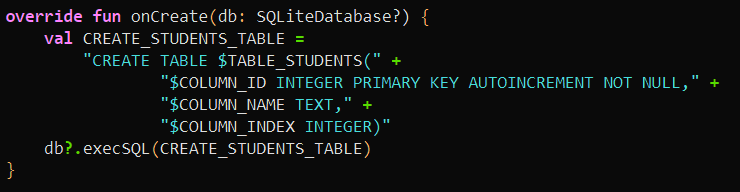 override fun onCreate(db: SQLiteDatabase?) {
    val CREATE_STUDENTS_TABLE =
        "CREATE TABLE $TABLE_STUDENTS(" +
                "$COLUMN_ID INTEGER PRIMARY KEY AUTOINCREMENT NOT NULL," +
                "$COLUMN_NAME TEXT," +
                "$COLUMN_INDEX INTEGER)"
    db?.execSQL(CREATE_STUDENTS_TABLE)
}